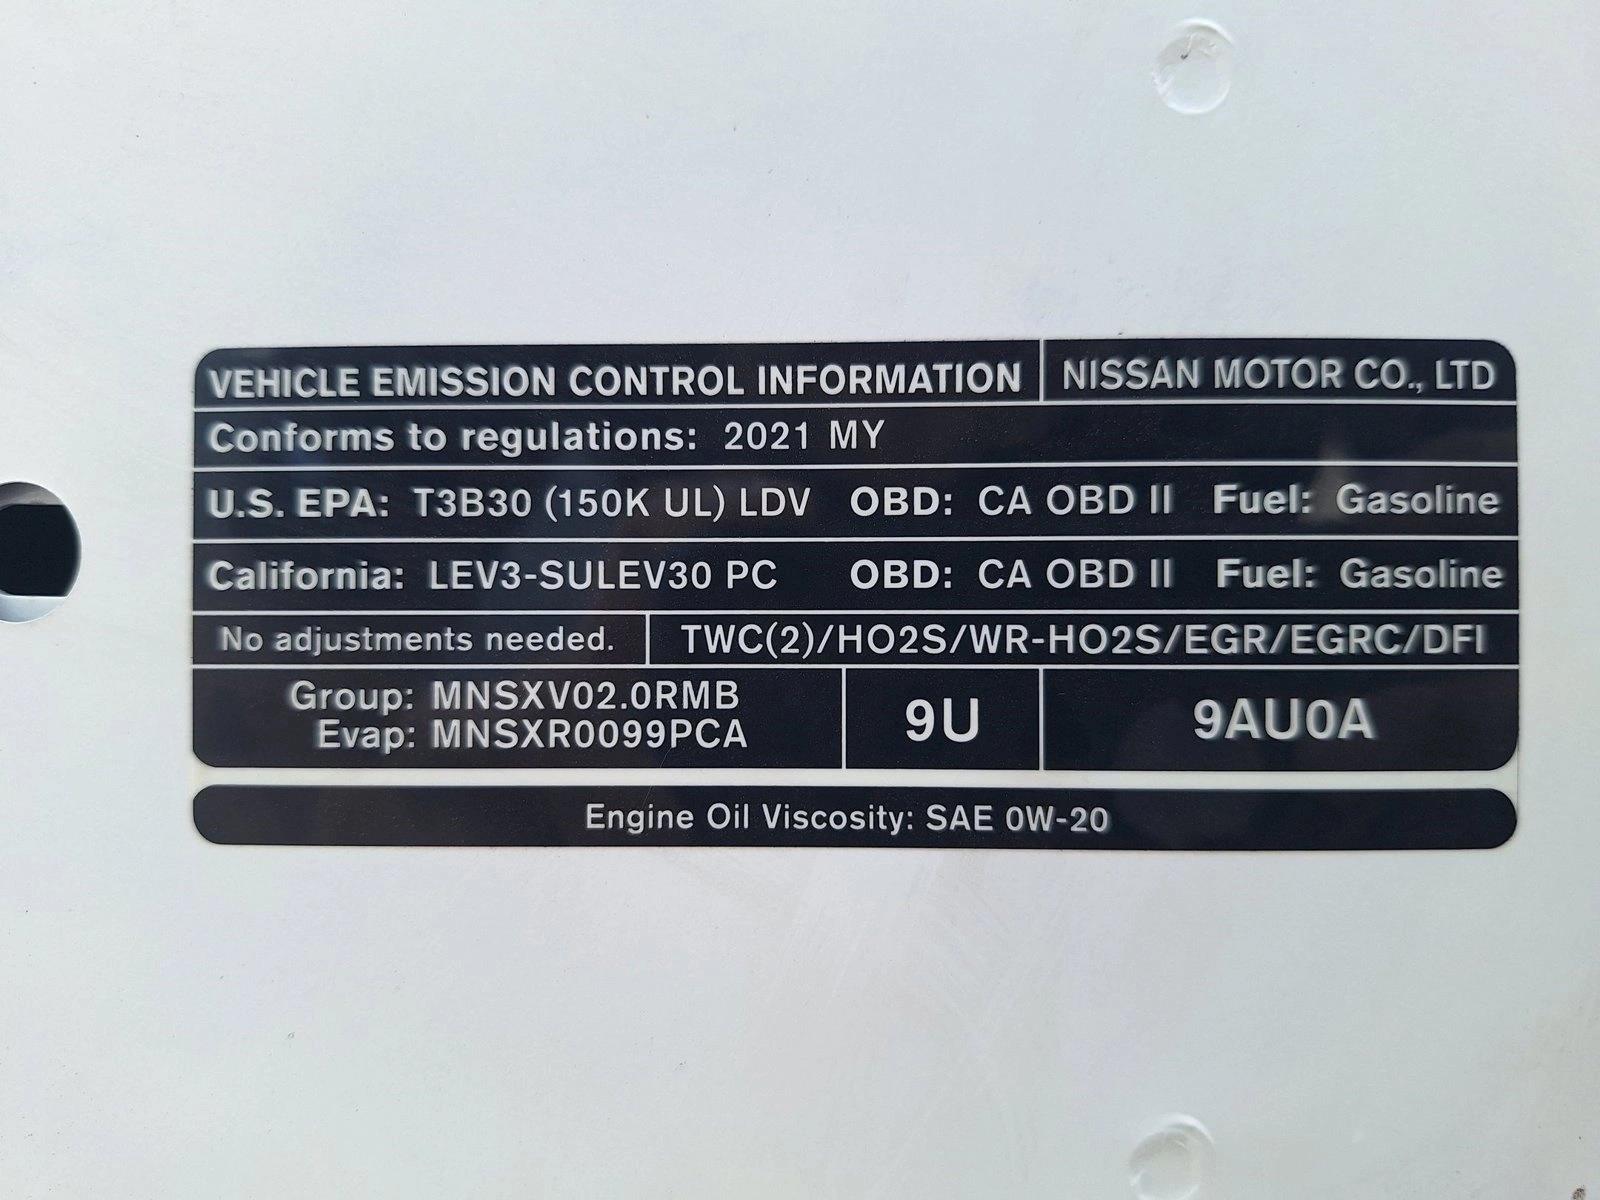 VEHICLE EMISSION CONTROL INFORMATION NISSAN MOTOR CO., LTD
Conforms to regulations: 2021 MY
U.S. EPA: T3B30 (150K UL) LDV OBD: CA OBD II Fuel: Gasoline
California: LEV3-SULEV30 PC OBD: CA OBD II Fuel: Gasoline
No adjustments needed. TWC(2)/HO2S/WR-HO2S/EGR/EGRC/DFI
Group: MNSXV02.0RMB
Evap: MNSXR0099PCA
9U
9AU0A
Engine Oil Viscosity: SAE 0W-20